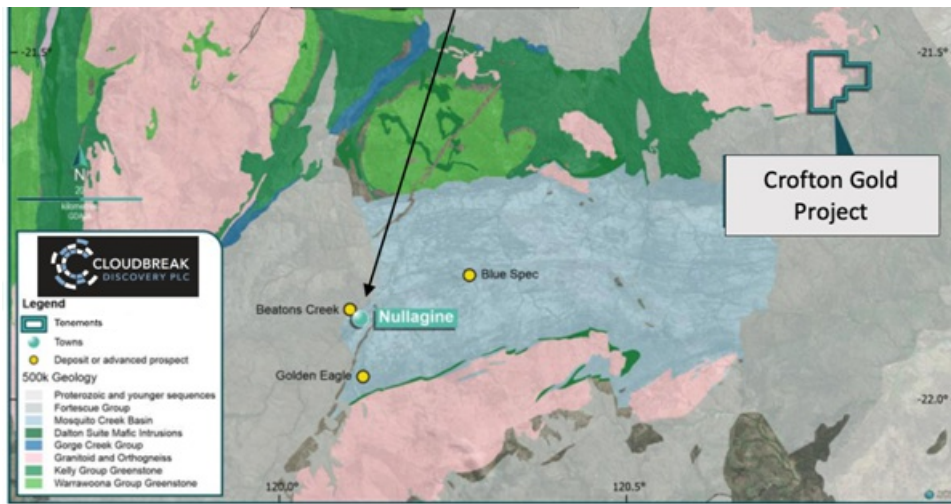 -21.5°
-21.5°
N
20
kilometres
Crofton Gold
Project
CLOUDBREAK
DISCOVERY PLC
Legend
Tenements
Towns
Deposit or advanced prospect
500k Geology
Proterozoic and younger sequences
Fortescue Group
Mosquito Creek Basin
Dalton Suite Mafic Intrusions
Gorge Creek Group
Granitoid and Orthogneiss
Kelly Group Greenstone
Warrawoona Group Greenstone
Blue Spec
Beatons Creek
Nullagine
Golden Eagle
-22.0°
120.0°
120.5°